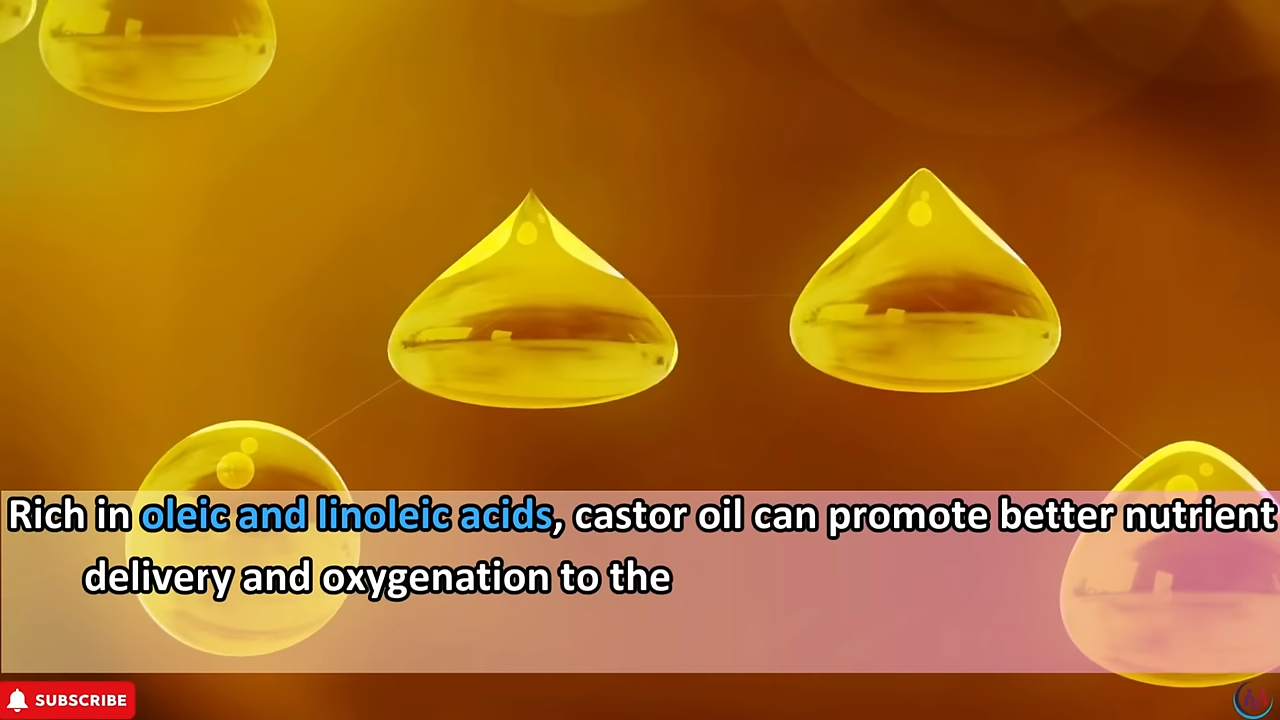 Rich in oleic and linoleic acids, castor oil can promote better nutrient
delivery and oxygenation to the
SUBSCRIBE